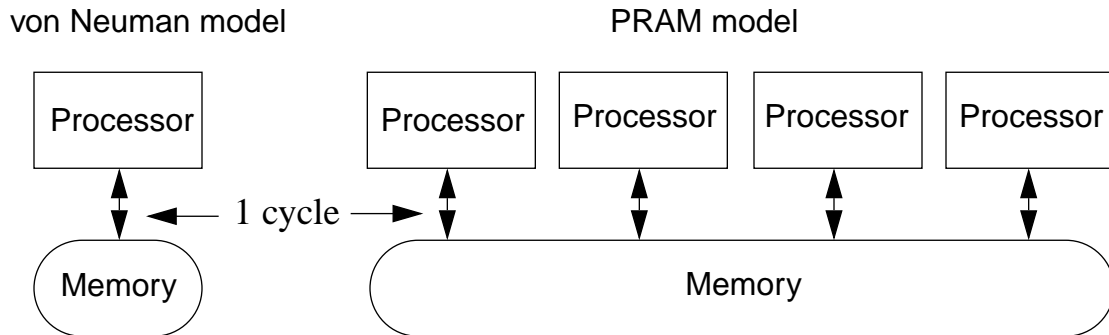 von Neuman model
PRAM model
Processor
Processor
Processor
Processor
Processor
1 cycle
Memory
Memory